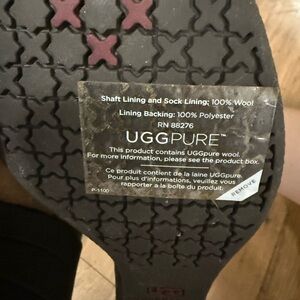 Shaft Lining and Sock Lining: 100% Wool
Lining Backing: 100% Polyester
RN 88276
UGGPURE™
This product contains UGGpure wool.
For more information, please see the product box.
Ce produit contient de la laine UGGpure.
Pour plus d'informations, veuillez vous
rapporter a la boite du produit.
P-1100
REMOVE